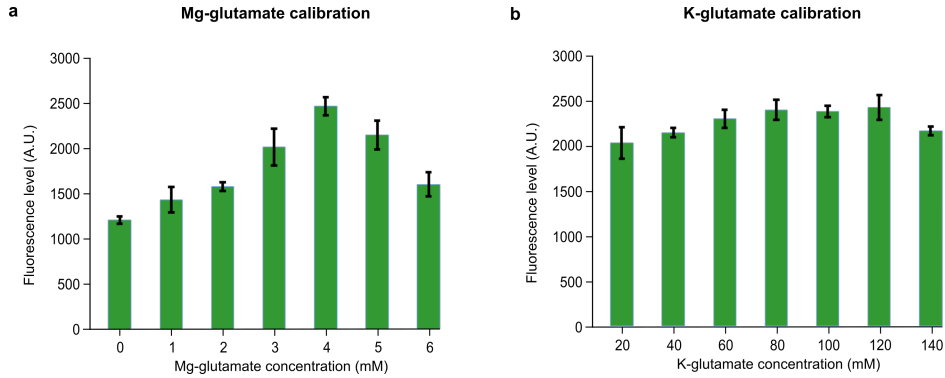 a
Mg-glutamate calibration
Fluorescence level (A.U.)
3000
2500
2000
1500
1000
500
0
0 1 2 3 4 5 6
Mg-glutamate concentration (mM)
b
K-glutamate calibration
Fluorescence level (A.U.)
3000
2500
2000
1500
1000
500
0
20 40 60 80 100 120 140
K-glutamate concentration (mM)